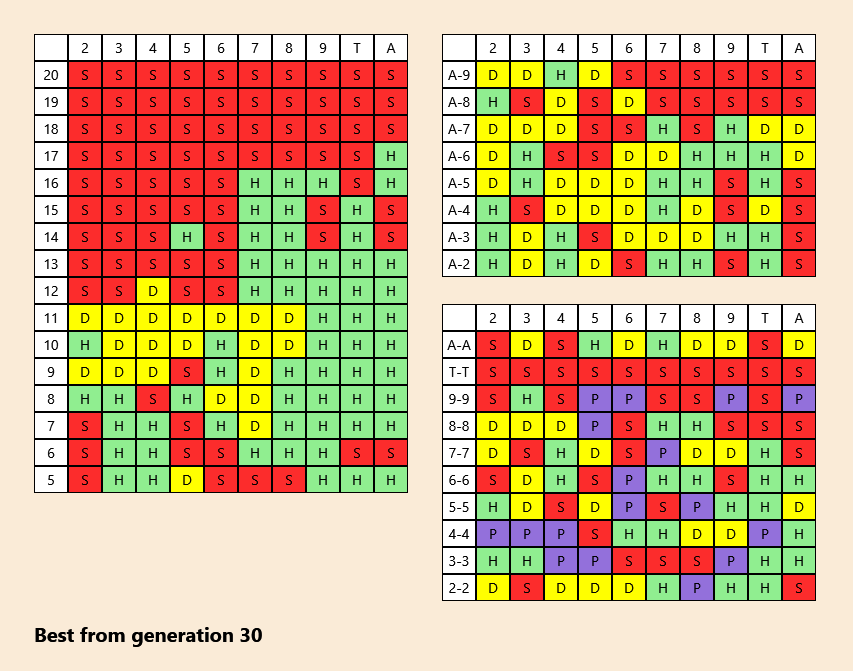 2 3 4 5 6 7 8 9 T A
20 S S S S S S S S S S
19 S S S S S S S S S S
18 S S S S S S S S S S
17 S S S S S S S S S H
16 S S S S S H H H S H
15 S S S S S H H S H S
14 S S S H S H H S H S
13 S S S S S H H H H H
12 S S D S S H H H H H
11 D D D D D D D H H H
10 H D D D H D D H H H
9 D D D S H D H H H H
8 H H S H D D H H H H
7 S H H S H D H H H H
6 S H H S S H H H S S
5 S H H D S S S H H H
2 3 4 5 6 7 8 9 T A
A-9 D D H D S S S S S S
A-8 H S D S D S S S S S
A-7 D D D S S H S H D D
A-6 D H S S D D H H H D
A-5 D H D D D H H S H S
A-4 H S D D D H D S D S
A-3 H D H S D D D H H S
A-2 H D H D S H H S H S
2 3 4 5 6 7 8 9 T A
A-A S D S H D H D D S D
T-T S S S S S S S S S S
9-9 S H S P P S S P S P
8-8 D D D P S H H S S S
7-7 D S H D S P D D H S
6-6 S D H S P H H S H H
5-5 H D S D P S P H H D
4-4 P P P S H H D D P H
3-3 H H P P S S S P H H
2-2 D S D D D H P H H S
Best from generation 30